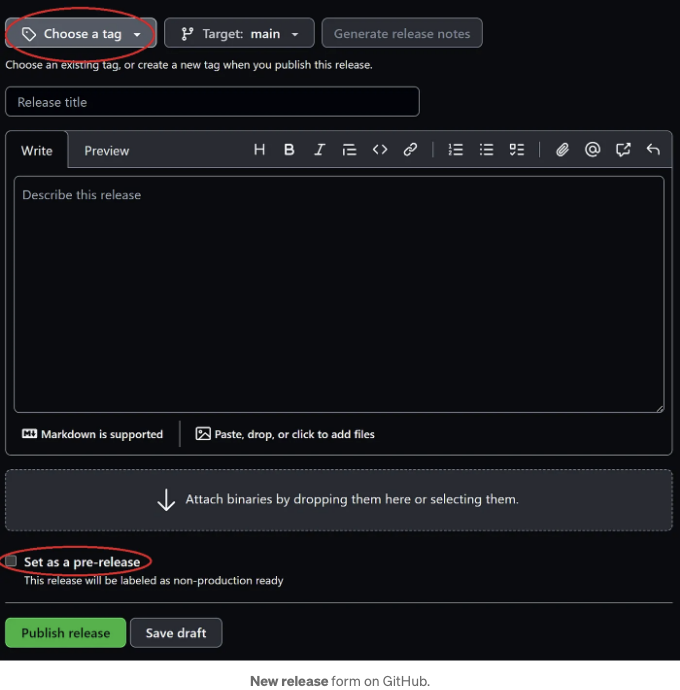 Choose a tag
Target: main
Generate release notes
Choose an existing tag, or create a new tag when you publish this release.
Release title
Write
Preview
Describe this release
Markdown is supported
Paste, drop, or click to add files
Attach binaries by dropping them here or selecting them.
Set as a pre-release
This release will be labeled as non-production ready
Publish release
Save draft
New release form on GitHub.